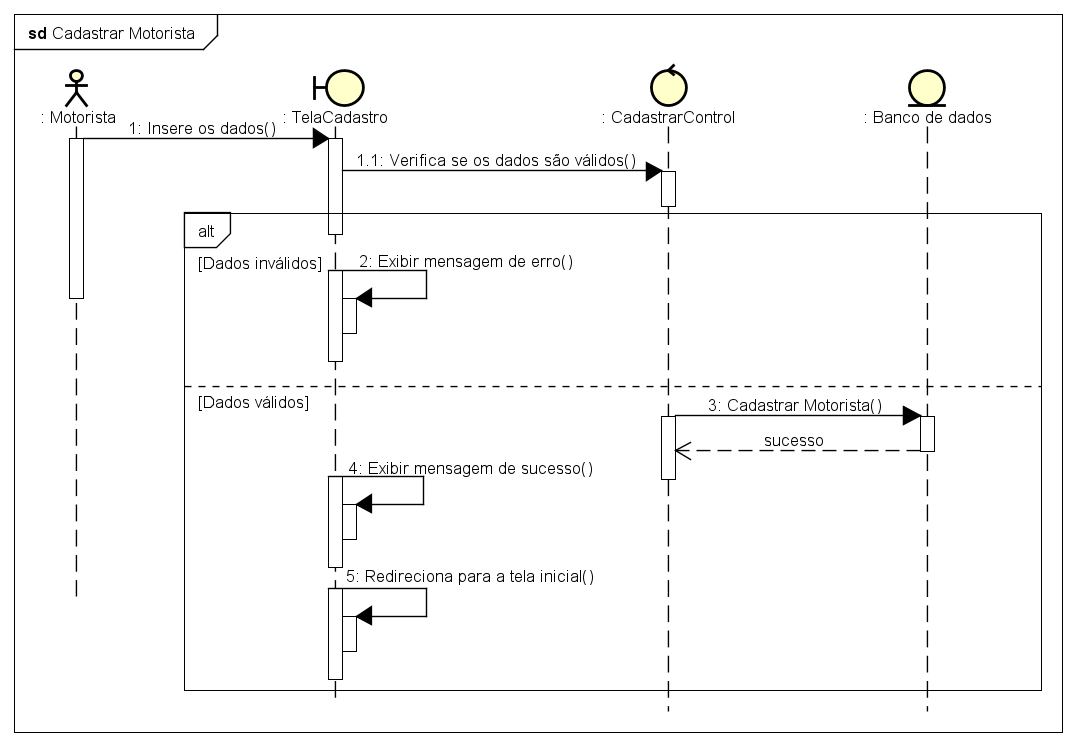 sd Cadastrar Motorista
: Motorista
: TelaCadastro
: CadastrarControl
: Banco de dados
1: Insere os dados()
1.1: Verifica se os dados são válidos()
alt
[Dados inválidos]
2: Exibir mensagem de erro()
[Dados válidos]
3: Cadastrar Motorista()
sucesso
4: Exibir mensagem de sucesso()
5: Redireciona para a tela inicial()